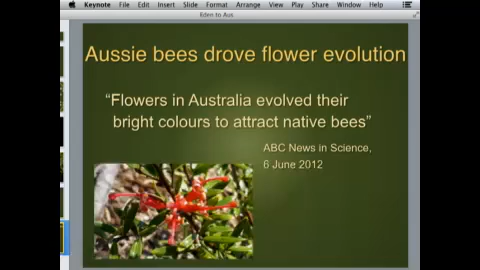 Keynote File Edit Insert Slide Format Arrange View Play Share Window Help
Eden to Aus
Aussie bees drove flower evolution
“Flowers in Australia evolved their
bright colours to attract native bees”
ABC News in Science,
6 June 2012